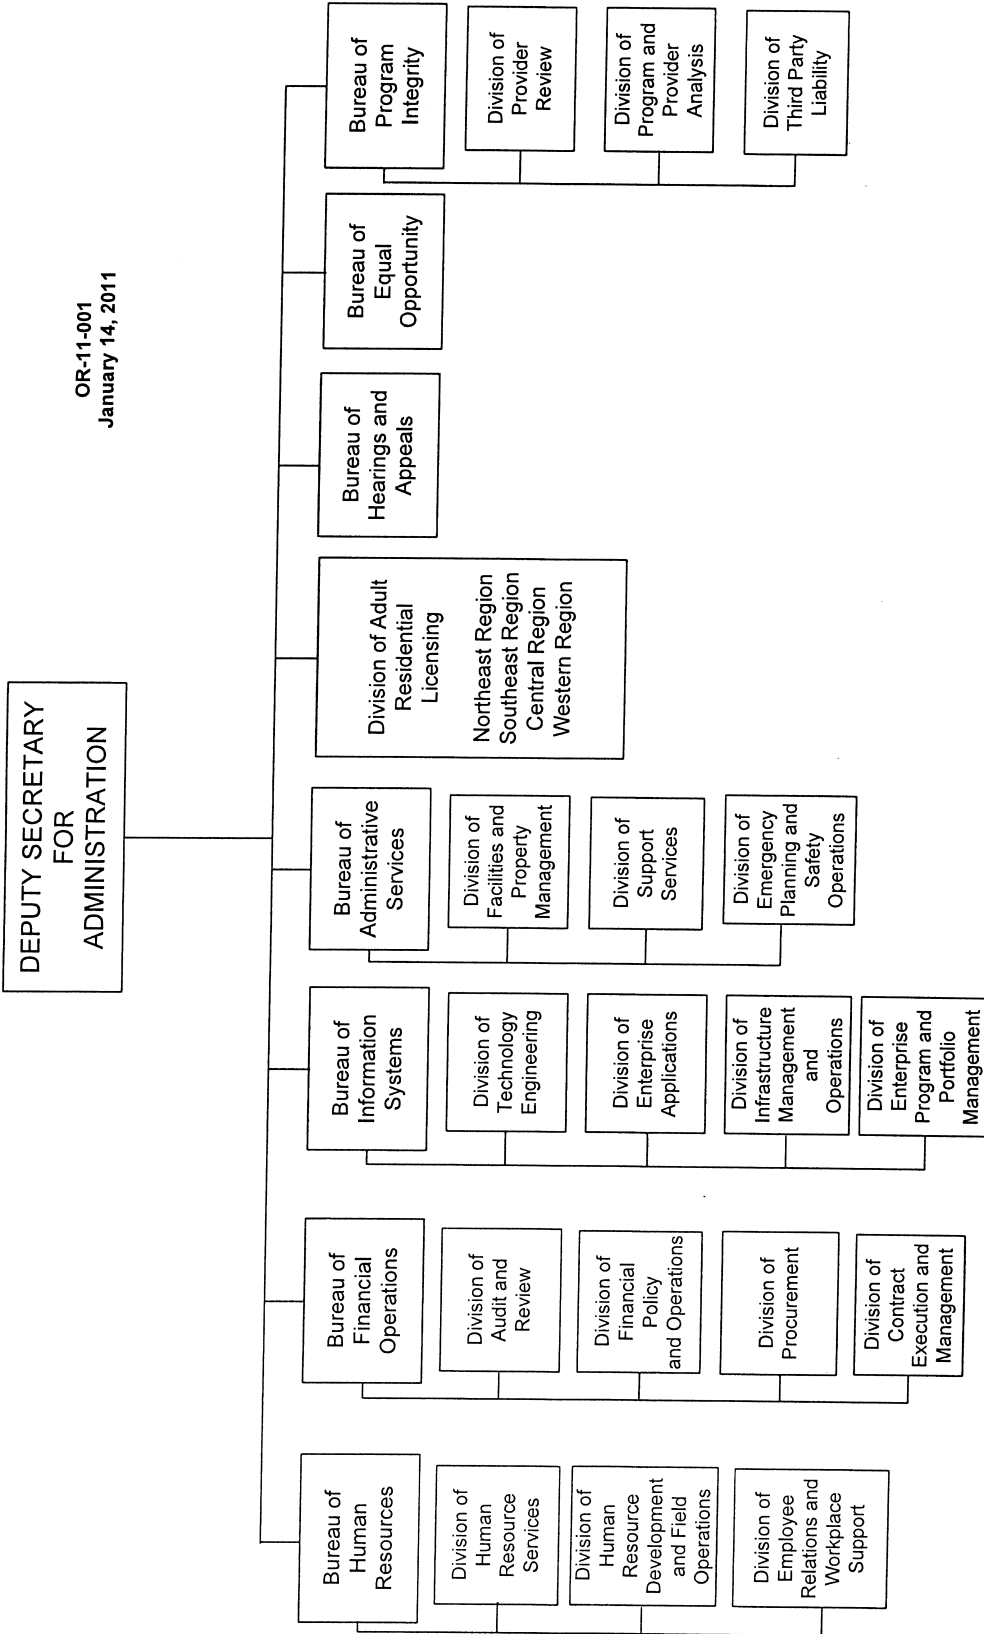 DEPUTY SECRETARY
FOR
ADMINISTRATION
OR-11-001
January 14, 2011
Bureau of
Human
Resources
Division of
Human
Resource
Services
Division of
Human
Resource
Development
and Field
Operations
Division of
Employee
Relations and
Workplace
Support
Bureau of
Financial
Operations
Division of
Audit and
Review
Division of
Financial
Policy
and Operations
Division of
Procurement
Division of
Contract
Execution and
Management
Bureau of
Information
Systems
Division of
Technology
Engineering
Division of
Enterprise
Applications
Division of
Infrastructure
Management
and
Operations
Division of
Enterprise
Program and
Portfolio
Management
Bureau of
Administrative
Services
Division of
Facilities and
Property
Management
Division of
Support
Services
Division of
Emergency
Planning and
Safety
Operations
Division of Adult
Residential
Licensing
Northeast Region
Southeast Region
Central Region
Western Region
Bureau of
Hearings and
Appeals
Bureau of
Equal
Opportunity
Bureau of
Program
Integrity
Division of
Provider
Review
Division of
Program and
Provider
Analysis
Division of
Third Party
Liability